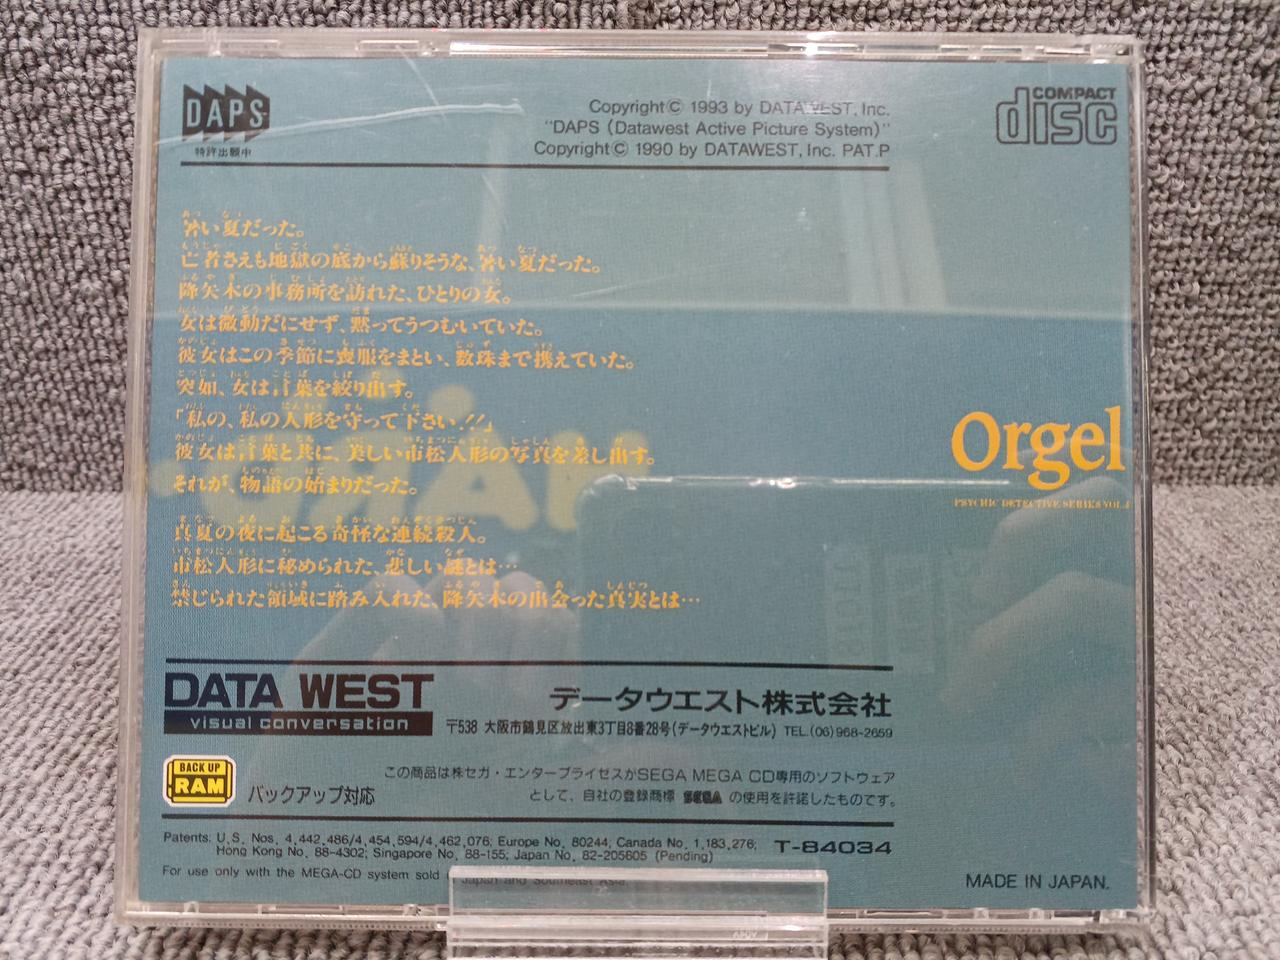 DAPS
特許出願中
Copyright© 1993 by DATAWEST, Inc.
"DAPS (Datawest Active Picture System)"
Copyright© 1990 by DATAWEST, Inc. PAT.P
COMPACT
disc
暑い夏だった。
亡者さえも地獄の底から蘇りそうな、暑い夏だった。
降矢木の事務所を訪れた、ひとりの女。
女は微動だにせず、黙ってうつむいていた。
彼女はこの季節に喪服をまとい、数珠まで携えていた。
突如、女は言葉を絞り出す。
「私の、私の人形を守って下さい!!」
彼女は言葉と共に、美しい市松人形の写真を差し出す。
それが、物語の始まりだった。
真夏の夜に起こる奇怪な連続殺人。
市松人形に秘められた、悲しい謎とは…
禁じられた領域に踏み入れた、降矢木の出会った真実とは…
Orgel
PSYCHIC DETECTIVE SERIES VOL.4
DATA WEST
visual conversation
データウエスト株式会社
〒538 大阪市鶴見区放出東3丁目8番28号(データウエストビル) TEL.(06)968-2659
BACK UP
RAM
バックアップ対応
この商品は株セガ・エンタープライゼスがSEGA MEGA CD専用のソフトウェア
として、自社の登録商標 SEGA の使用を許諾したものです。
Patents: U.S. Nos. 4,442,486/4,454,594/4,462,076; Europe No. 80244; Canada No. 1,183,276;
Hong Kong No. 88-4302; Singapore No. 88-155; Japan No. 82-205605 (Pending)
T-84034
For use only with the MEGA-CD system sold in Japan and Southeast Asia.
MADE IN JAPAN.